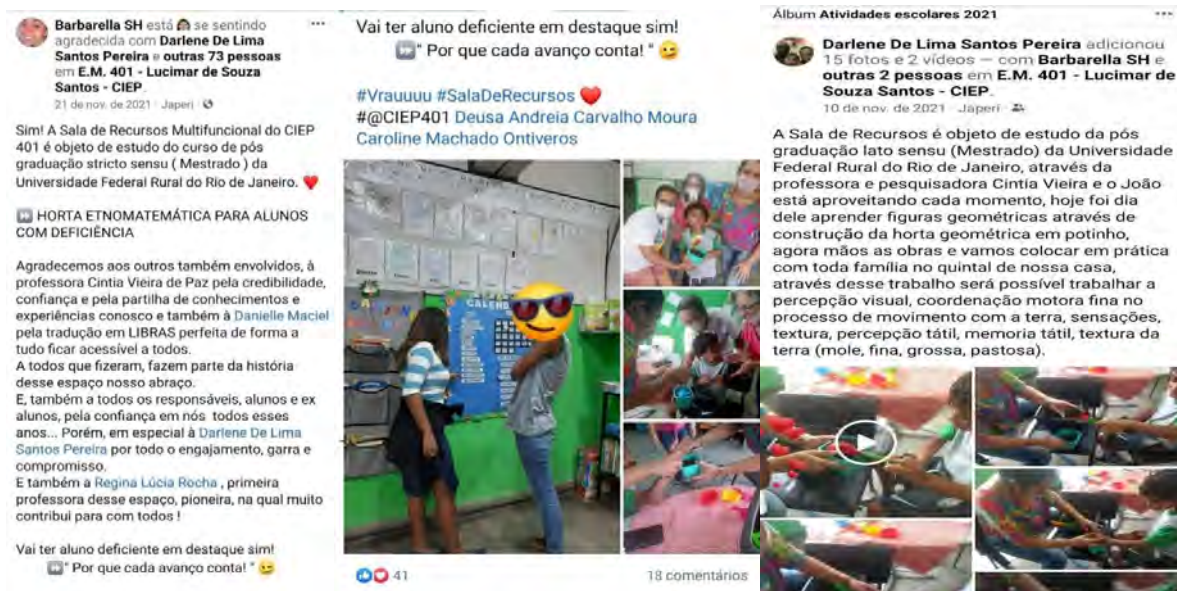 Barbarella SH está se sentindo
agradecida com Darlene De Lima
Santos Pereira e outras 73 pessoas
em E.M. 401 - Lucimar de Souza
Santos - CIEP.
21 de nov. de 2021 · Japeri ·
Sim! A Sala de Recursos Multifuncional do CIEP
401 é objeto de estudo do curso de pós
graduação stricto sensu ( Mestrado ) da
Universidade Federal Rural do Rio de Janeiro. ❤️
⏩ HORTA ETNOMATEMÁTICA PARA ALUNOS
COM DEFICIÊNCIA
Agradecemos aos outros também envolvidos, à
professora Cintia Vieira de Paz pela credibilidade,
confiança e pela partilha de conhecimentos e
experiências conosco e também à Danielle Maciel
pela tradução em LIBRAS perfeita de forma a
tudo ficar acessível a todos.
A todos que fizeram, fazem parte da história
desse espaço nosso abraço.
E, também a todos os responsáveis, alunos e ex
alunos, pela confiança em nós todos esses
anos... Porém, em especial à Darlene De Lima
Santos Pereira por todo o engajamento, garra e
compromisso.
E também a Regina Lúcia Rocha , primeira
professora desse espaço, pioneira, na qual muito
contribui para com todos !
Vai ter aluno deficiente em destaque sim!
⏩" Por que cada avanço conta! " 😉
Vai ter aluno deficiente em destaque sim!
⏩" Por que cada avanço conta! " 😉
#Vrauuuu #SalaDeRecursos ❤️
#@CIEP401 Deusa Andreia Carvalho Moura
Caroline Machado Ontiveros
41
18 comentários
Álbum Atividades escolares 2021
Darlene De Lima Santos Pereira adicionou
15 fotos e 2 vídeos — com Barbarella SH e
outras 2 pessoas em E.M. 401 - Lucimar de
Souza Santos - CIEP.
10 de nov. de 2021 · Japeri ·
A Sala de Recursos é objeto de estudo da pós
graduação lato sensu (Mestrado) da Universidade
Federal Rural do Rio de Janeiro, através da
professora e pesquisadora Cíntia Vieira e o João
está aproveitando cada momento, hoje foi dia
dele aprender figuras geométricas através de
construção da horta geométrica em potinho,
agora mãos as obras e vamos colocar em prática
com toda família no quintal de nossa casa,
através desse trabalho será possível trabalhar a
percepção visual, coordenação motora fina no
processo de movimento com a terra, sensações,
textura, percepção tátil, memoria tátil, textura da
terra (mole, fina, grossa, pastosa).